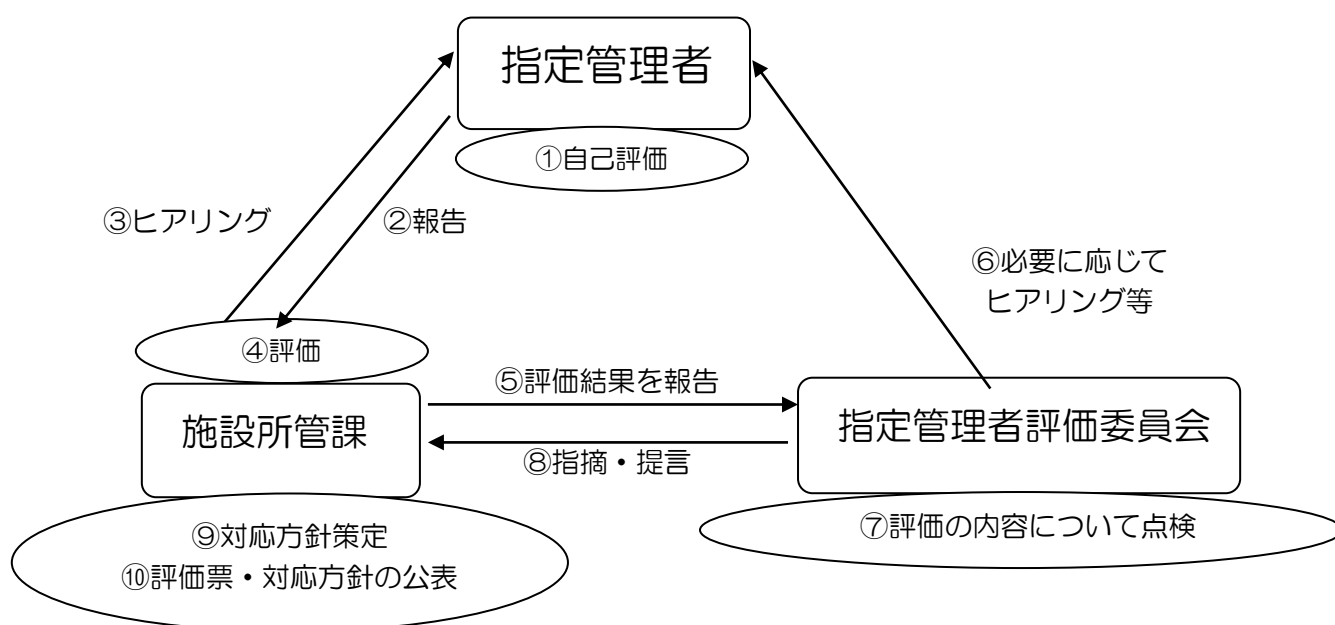 指定管理者
①自己評価
③ヒアリング
②報告
⑥必要に応じて
ヒアリング等
④評価
⑤評価結果を報告
施設所管課
指定管理者評価委員会
⑧指摘・提言
⑦評価の内容について点検
⑨対応方針策定
⑩評価票・対応方針の公表